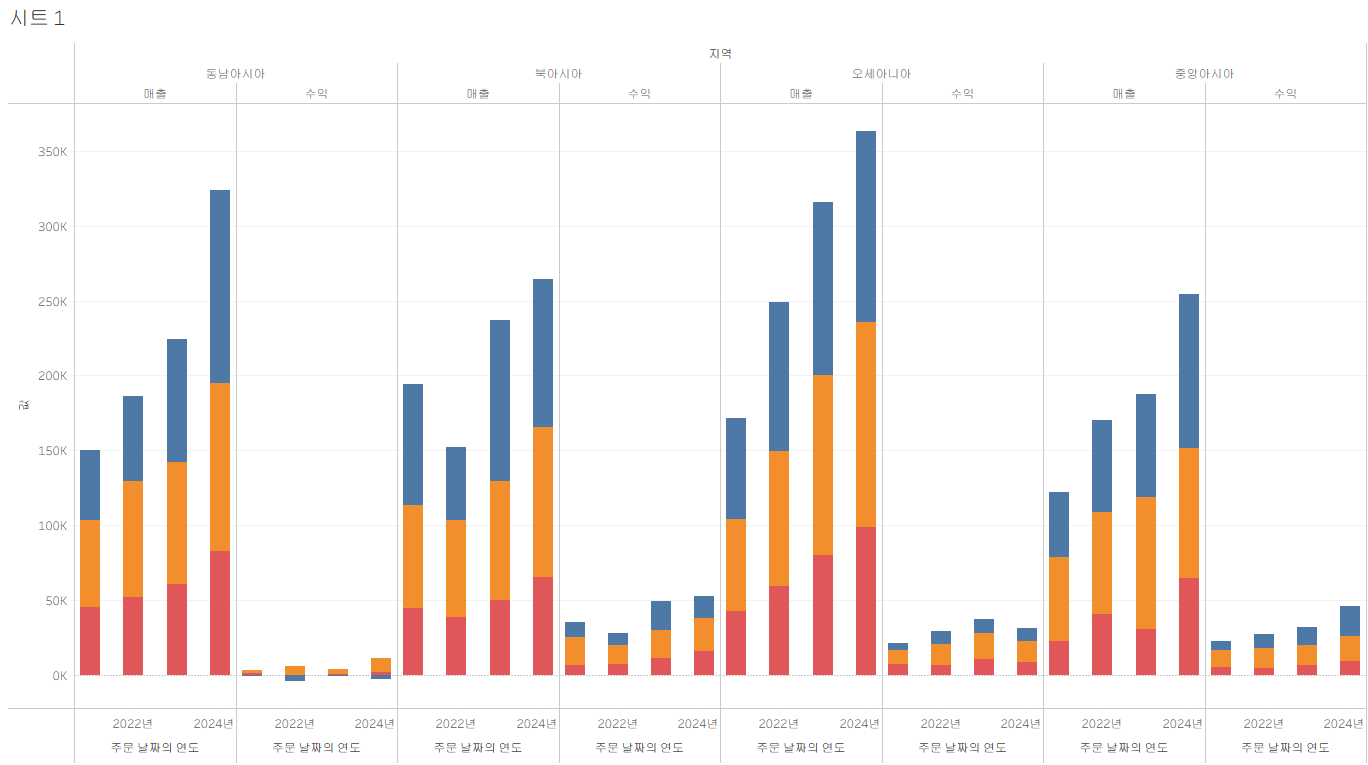 시트 1
지역
동남아시아 북아시아 오세아니아 중앙아시아
매출 수익 매출 수익 매출 수익 매출 수익
350K
300K
250K
200K
값
150K
100K
50K
0K
2022년 2024년 2022년 2024년 2022년 2024년 2022년 2024년 2022년 2024년 2022년 2024년 2022년 2024년 2022년 2024년
주문 날짜의 연도 주문 날짜의 연도 주문 날짜의 연도 주문 날짜의 연도 주문 날짜의 연도 주문 날짜의 연도 주문 날짜의 연도 주문 날짜의 연도